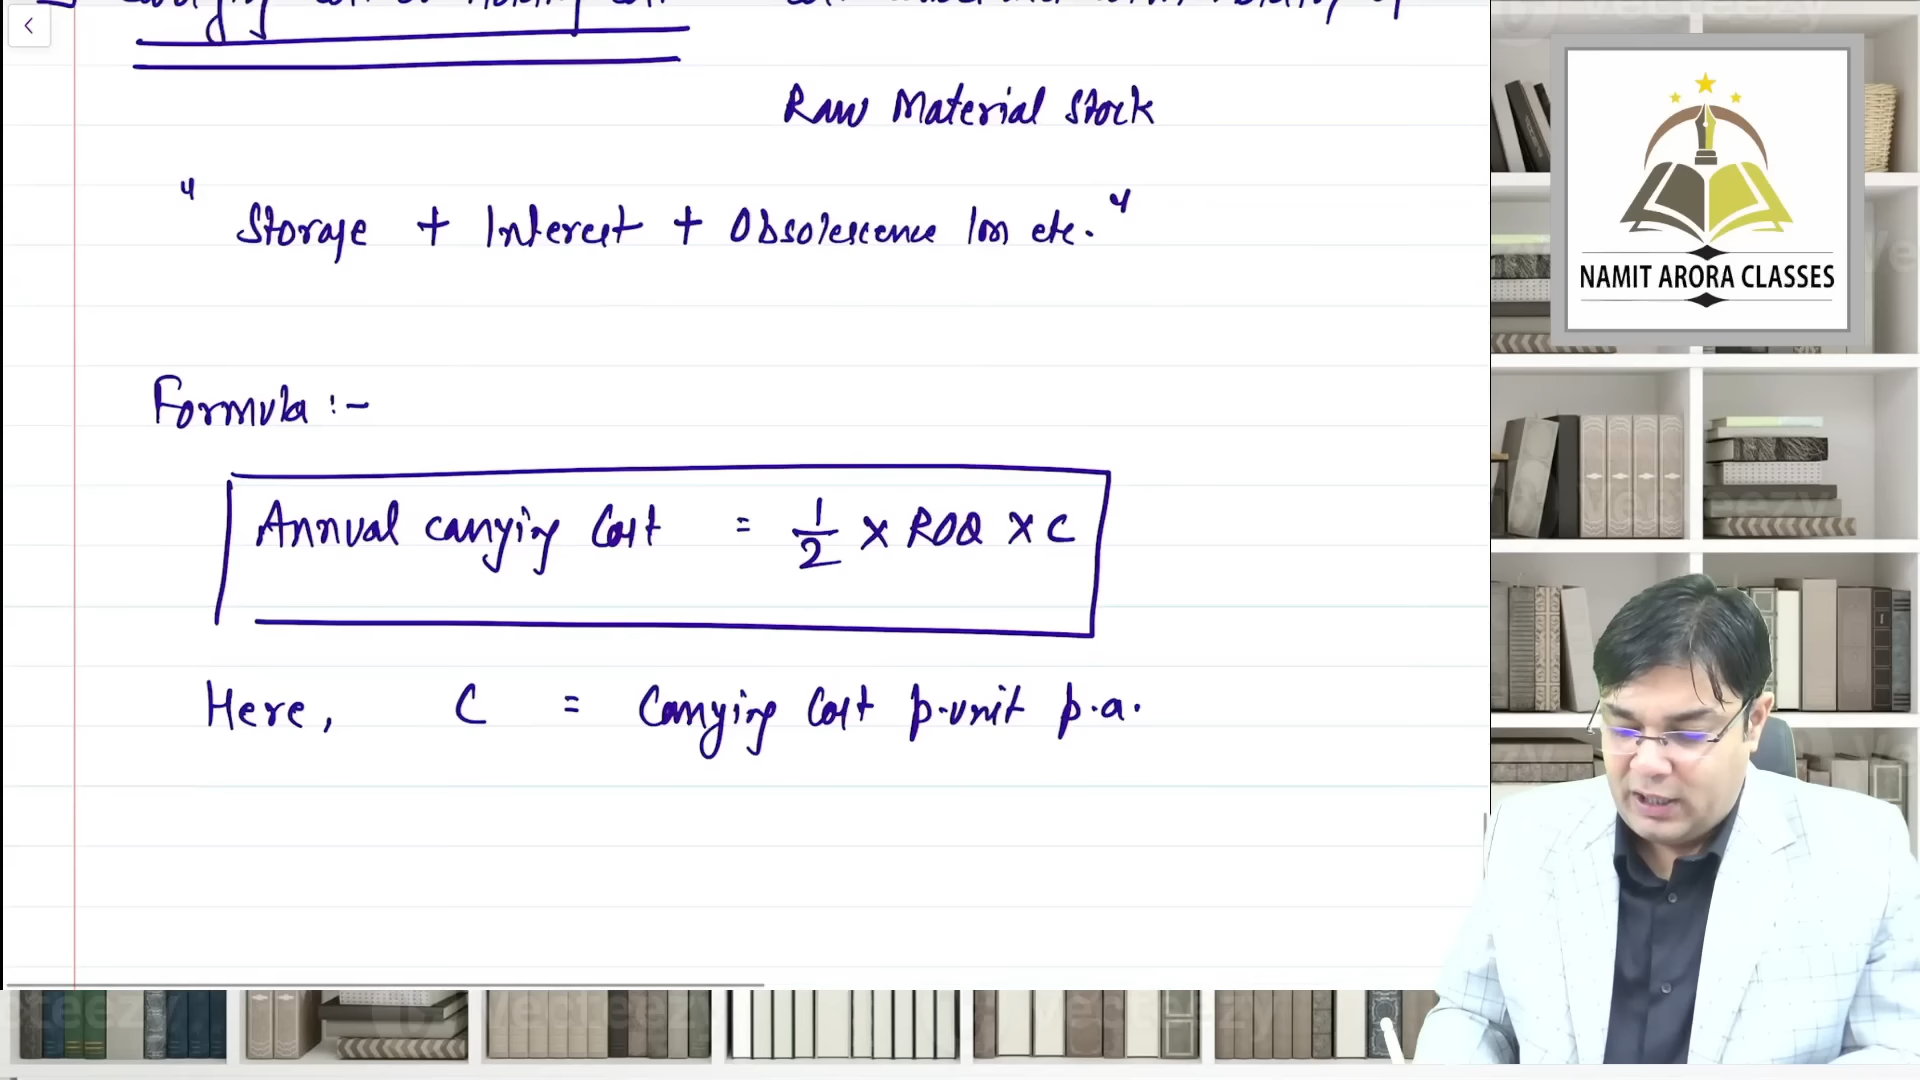 Raw Material Stock
" Storage + Interest + Obsolescence loss etc. "
Formula :-
Annual carrying Cost = 1/2 × ROQ × C
Here, C = Carrying Cost p.unit p.a.
NAMIT ARORA CLASSES